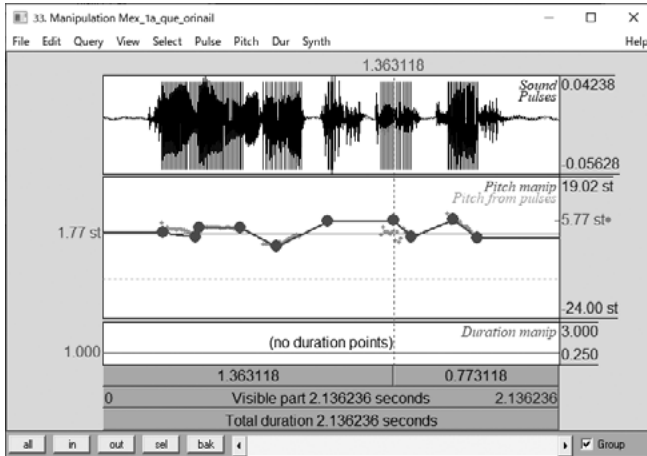 33. Manipulation Mex_1a_que_orinail
File Edit Query View Select Pulse Pitch Dur Synth Help
1.363118
Sound 0.04238
Pulses
-0.05628
Pitch manip 19.02 st
Pitch from pulses
1.77 st 5.77 st
-24.00 st
Duration manip 3.000
(no duration points)
1.000 0.250
1.363118 0.773118
0 Visible part 2.136236 seconds 2.136236
Total duration 2.136236 seconds
all in out sel bak Group